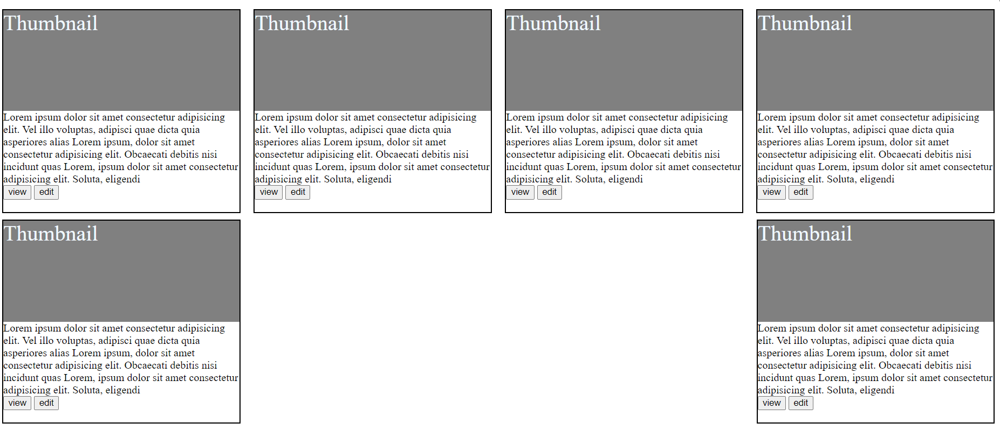 Thumbnail
Lorem ipsum dolor sit amet consectetur adipisicing
elit. Vel illo voluptas, adipisci quae dicta quia
asperiores alias Lorem ipsum, dolor sit amet
consectetur adipisicing elit. Obcaecati debitis nisi
incidunt quas Lorem, ipsum dolor sit amet consectetur
adipisicing elit. Soluta, eligendi
view edit
Thumbnail
Lorem ipsum dolor sit amet consectetur adipisicing
elit. Vel illo voluptas, adipisci quae dicta quia
asperiores alias Lorem ipsum, dolor sit amet
consectetur adipisicing elit. Obcaecati debitis nisi
incidunt quas Lorem, ipsum dolor sit amet consectetur
adipisicing elit. Soluta, eligendi
view edit
Thumbnail
Lorem ipsum dolor sit amet consectetur adipisicing
elit. Vel illo voluptas, adipisci quae dicta quia
asperiores alias Lorem ipsum, dolor sit amet
consectetur adipisicing elit. Obcaecati debitis nisi
incidunt quas Lorem, ipsum dolor sit amet consectetur
adipisicing elit. Soluta, eligendi
view edit
Thumbnail
Lorem ipsum dolor sit amet consectetur adipisicing
elit. Vel illo voluptas, adipisci quae dicta quia
asperiores alias Lorem ipsum, dolor sit amet
consectetur adipisicing elit. Obcaecati debitis nisi
incidunt quas Lorem, ipsum dolor sit amet consectetur
adipisicing elit. Soluta, eligendi
view edit
Thumbnail
Lorem ipsum dolor sit amet consectetur adipisicing
elit. Vel illo voluptas, adipisci quae dicta quia
asperiores alias Lorem ipsum, dolor sit amet
consectetur adipisicing elit. Obcaecati debitis nisi
incidunt quas Lorem, ipsum dolor sit amet consectetur
adipisicing elit. Soluta, eligendi
view edit
Thumbnail
Lorem ipsum dolor sit amet consectetur adipisicing
elit. Vel illo voluptas, adipisci quae dicta quia
asperiores alias Lorem ipsum, dolor sit amet
consectetur adipisicing elit. Obcaecati debitis nisi
incidunt quas Lorem, ipsum dolor sit amet consectetur
adipisicing elit. Soluta, eligendi
view edit